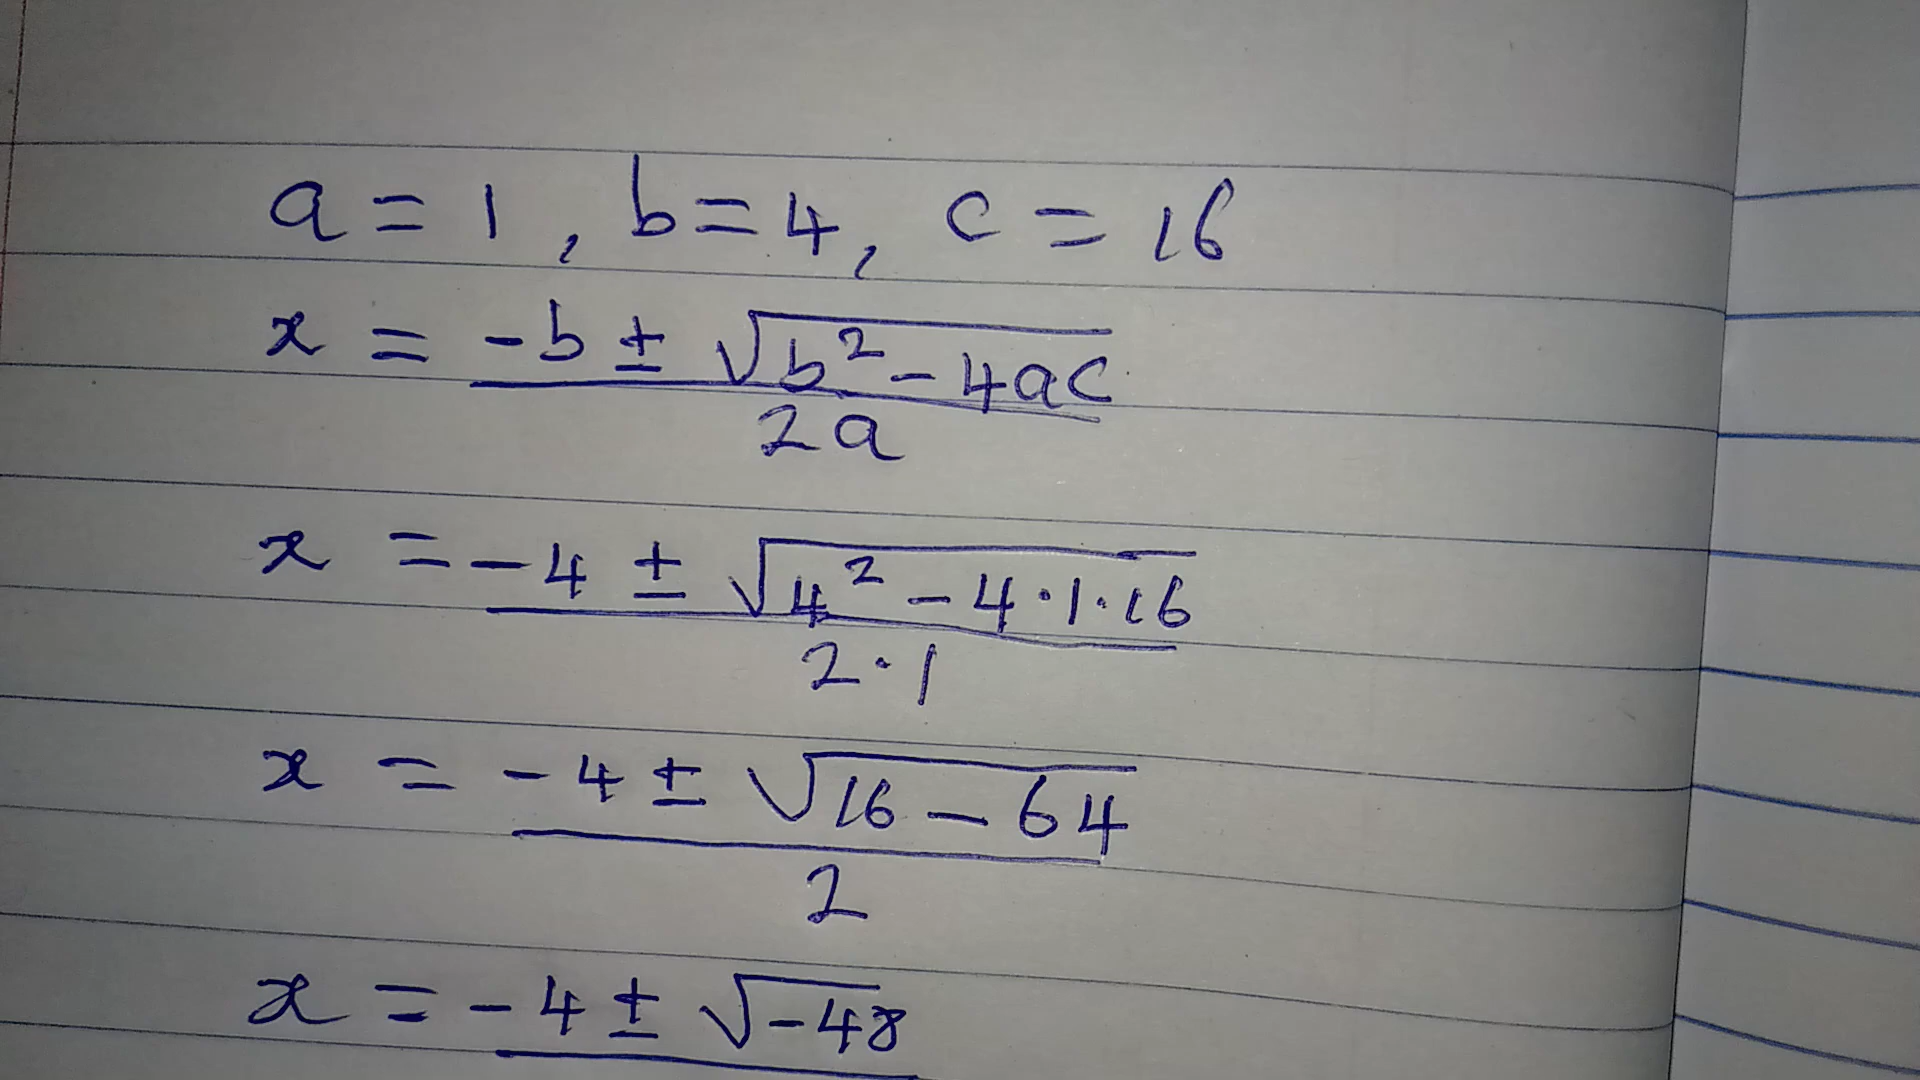 a = 1, b = 4, c = 16
x = -b ± √b² - 4ac
2a
x = -4 ± √4² - 4·1·16
2·1
x = -4 ± √16 - 64
2
x = -4 ± √-48